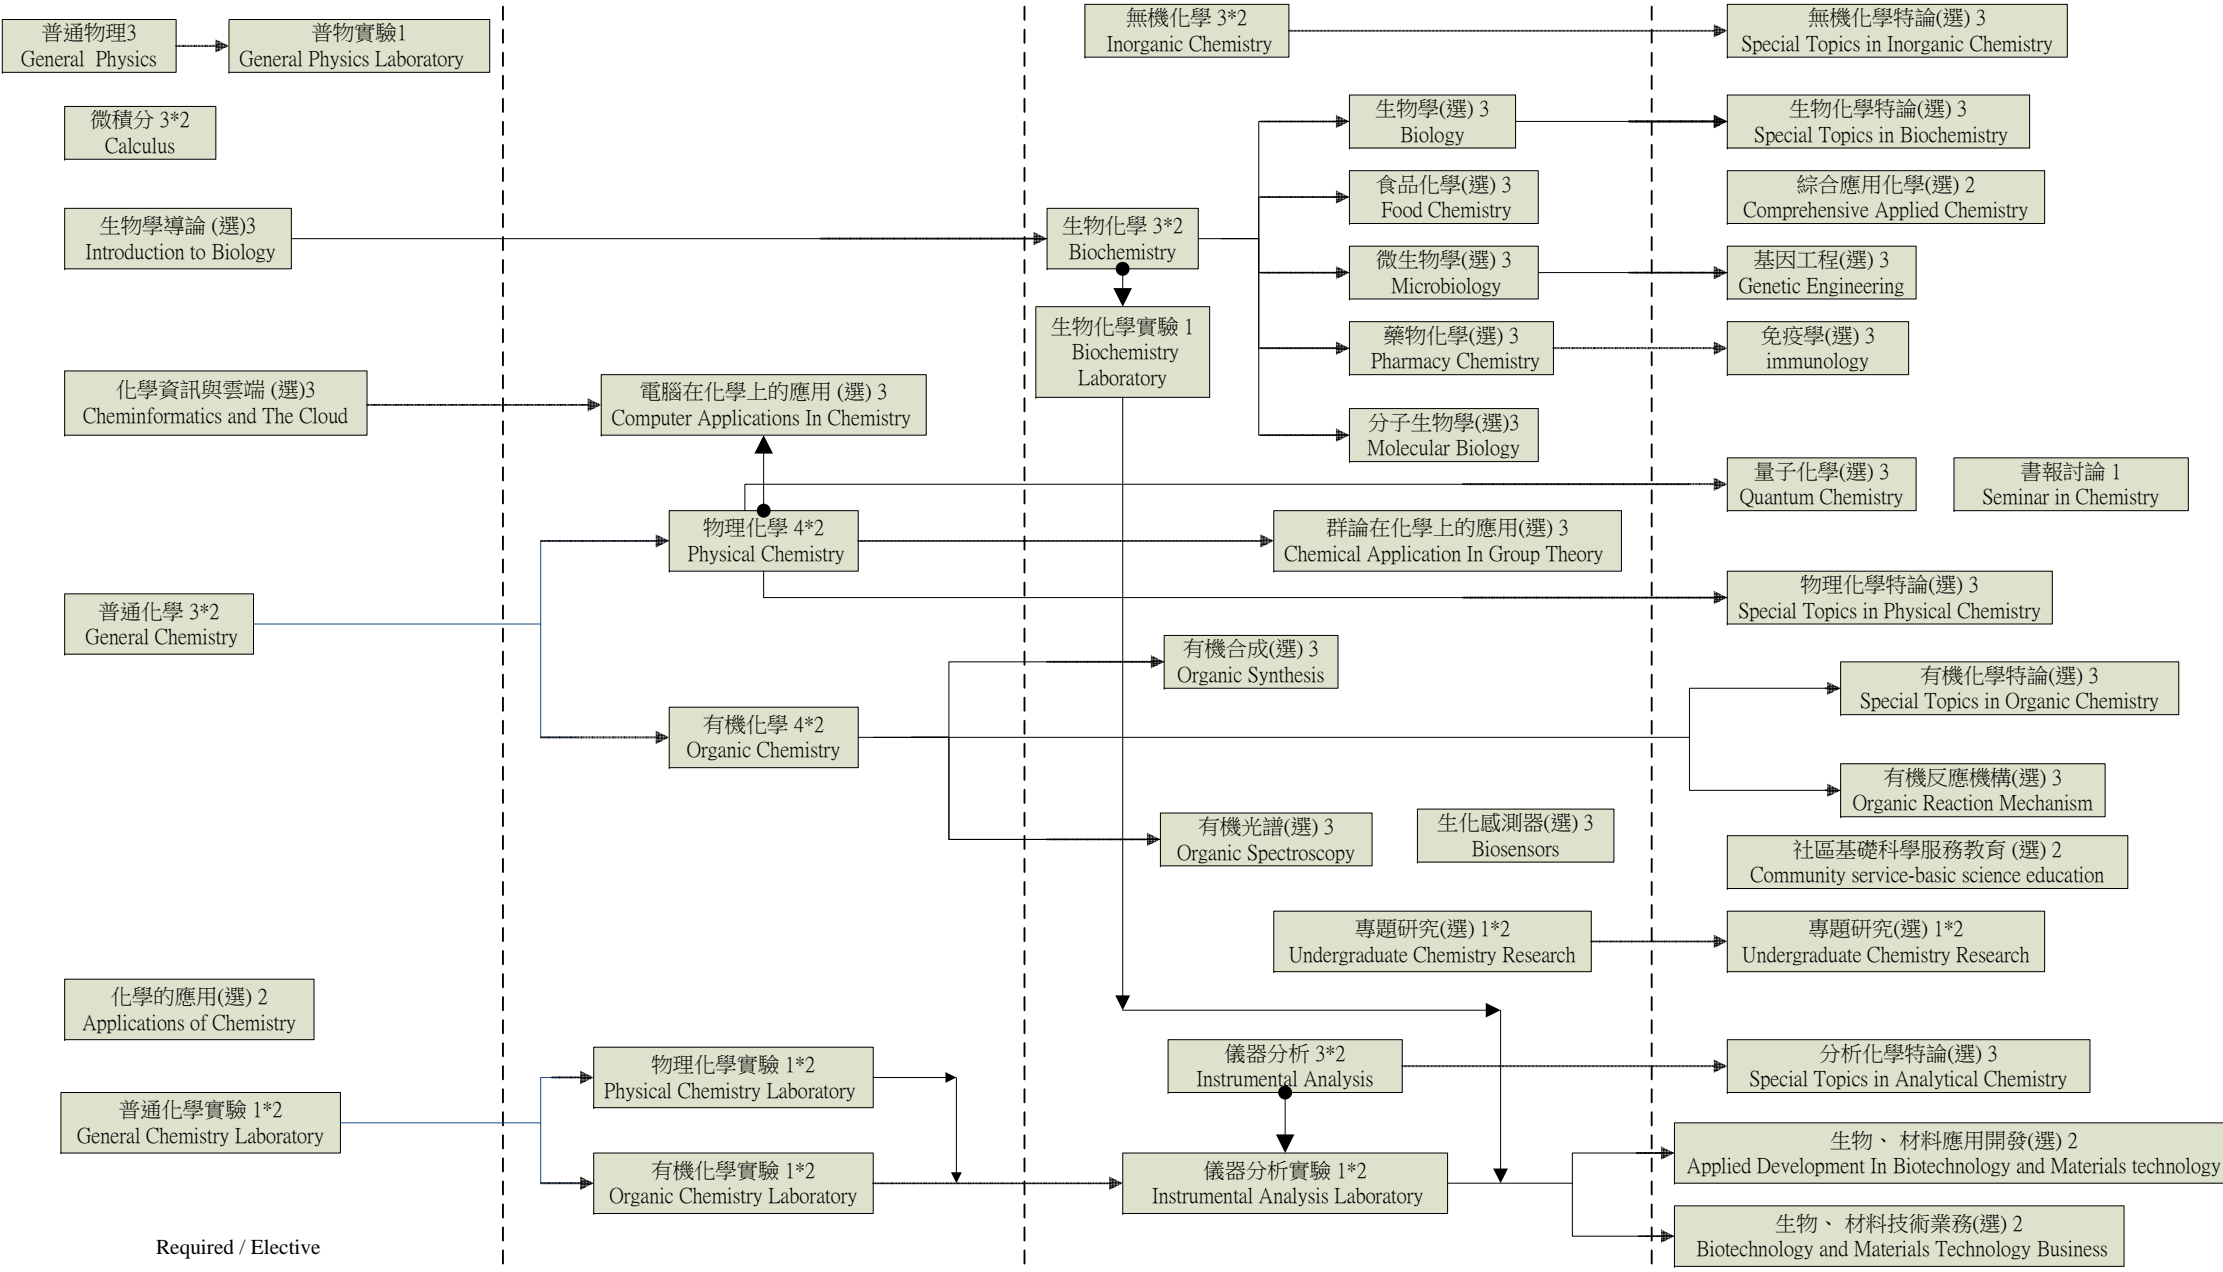 普通物理3
General Physics
普物實驗1
General Physics Laboratory
微積分 3*2
Calculus
生物學導論 (選)3
Introduction to Biology
化學資訊與雲端 (選)3
Cheminformatics and The Cloud
普通化學 3*2
General Chemistry
化學的應用(選) 2
Applications of Chemistry
普通化學實驗 1*2
General Chemistry Laboratory
Required / Elective
電腦在化學上的應用 (選) 3
Computer Applications In Chemistry
物理化學 4*2
Physical Chemistry
有機化學 4*2
Organic Chemistry
物理化學實驗 1*2
Physical Chemistry Laboratory
有機化學實驗 1*2
Organic Chemistry Laboratory
無機化學 3*2
Inorganic Chemistry
生物化學 3*2
Biochemistry
生物化學實驗 1
Biochemistry
Laboratory
生物學(選) 3
Biology
食品化學(選) 3
Food Chemistry
微生物學(選) 3
Microbiology
藥物化學(選) 3
Pharmacy Chemistry
分子生物學(選)3
Molecular Biology
群論在化學上的應用(選) 3
Chemical Application In Group Theory
有機合成(選) 3
Organic Synthesis
有機光譜(選) 3
Organic Spectroscopy
生化感測器(選) 3
Biosensors
專題研究(選) 1*2
Undergraduate Chemistry Research
儀器分析 3*2
Instrumental Analysis
儀器分析實驗 1*2
Instrumental Analysis Laboratory
無機化學特論(選) 3
Special Topics in Inorganic Chemistry
生物化學特論(選) 3
Special Topics in Biochemistry
綜合應用化學(選) 2
Comprehensive Applied Chemistry
基因工程(選) 3
Genetic Engineering
免疫學(選) 3
immunology
量子化學(選) 3
Quantum Chemistry
書報討論 1
Seminar in Chemistry
物理化學特論(選) 3
Special Topics in Physical Chemistry
有機化學特論(選) 3
Special Topics in Organic Chemistry
有機反應機構(選) 3
Organic Reaction Mechanism
社區基礎科學服務教育 (選) 2
Community service-basic science education
專題研究(選) 1*2
Undergraduate Chemistry Research
分析化學特論(選) 3
Special Topics in Analytical Chemistry
生物、 材料應用開發(選) 2
Applied Development In Biotechnology and Materials technology
生物、 材料技術業務(選) 2
Biotechnology and Materials Technology Business